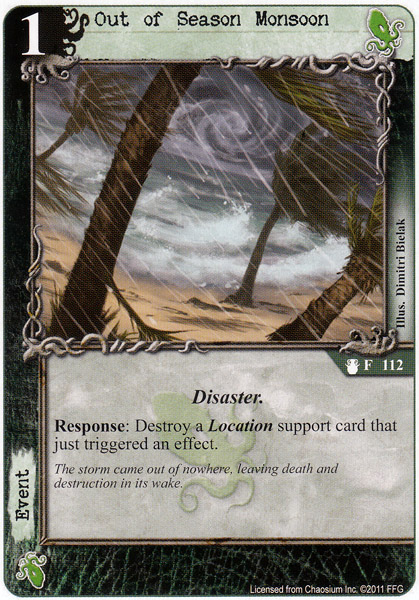 1
Out of Season Monsoon
Illus. Dimitri Bielak
F 112
Disaster.
Response: Destroy a Location support card that
just triggered an effect.
The storm came out of nowhere, leaving death and
destruction in its wake.
Event
Licensed from Chaosium Inc. ©2011 FFG